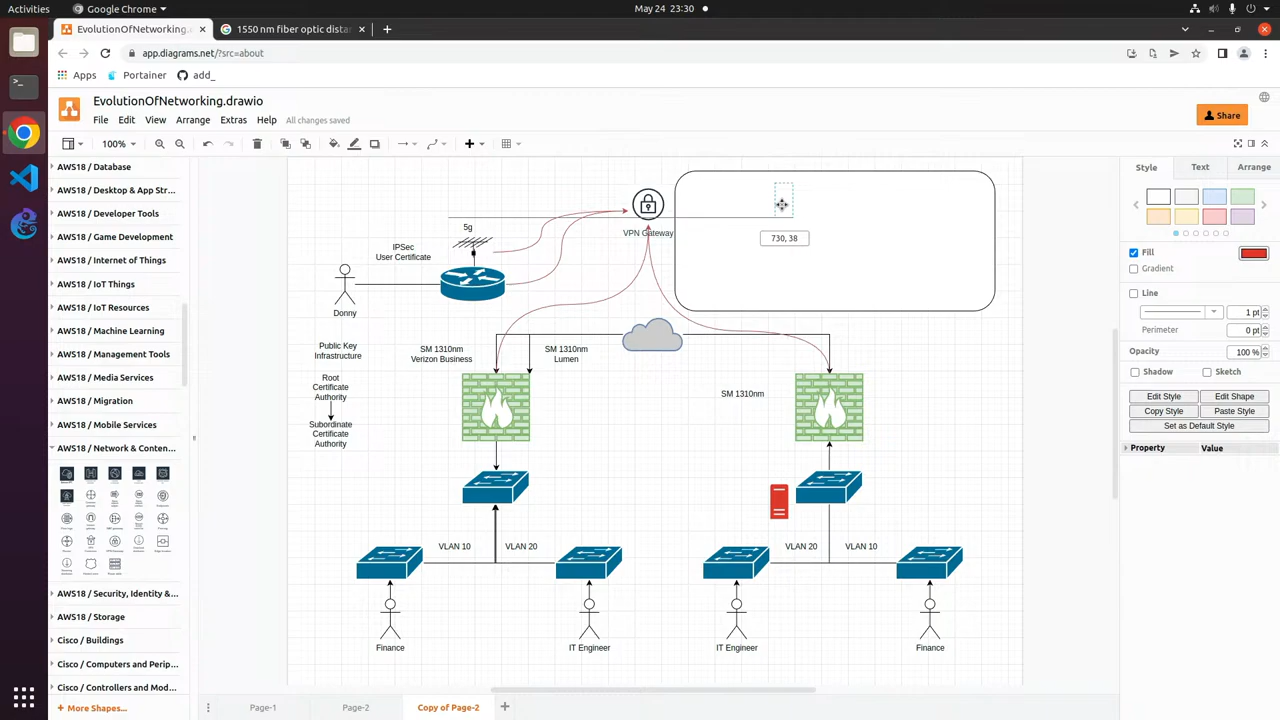 Activities
Google Chrome
May 24 23:30
EvolutionOfNetworking.
1550 nm fiber optic dista
app.diagrams.net/?src=about
Apps
Portainer
add_
EvolutionOfNetworking.drawio
File
Edit
View
Arrange
Extras
Help
All changes saved
Share
100%
AWS18 / Database
AWS18 / Desktop & App Str...
AWS18 / Developer Tools
AWS18 / Game Development
AWS18 / Internet of Things
AWS18 / IoT Things
AWS18 / IoT Resources
AWS18 / Machine Learning
AWS18 / Management Tools
AWS18 / Media Services
AWS18 / Migration
AWS18 / Mobile Services
AWS18 / Network & Conten...
AWS18 / Security, Identity &...
AWS18 / Storage
Cisco / Buildings
Cisco / Computers and Perip...
Cisco / Controllers and Mod...
+ More Shapes...
5g
IPSec
User Certificate
VPN Gateway
730, 38
Donny
Public Key
Infrastructure
Root
Certificate
Authority
Subordinate
Certificate
Authority
SM 1310nm
Verizon Business
SM 1310nm
Lumen
SM 1310nm
VLAN 10
VLAN 20
VLAN 20
VLAN 10
Finance
IT Engineer
IT Engineer
Finance
Page-1
Page-2
Copy of Page-2
Style
Text
Arrange
Fill
Gradient
Line
1 pt
Perimeter
0 pt
Opacity
100 %
Shadow
Sketch
Edit Style
Edit Shape
Copy Style
Paste Style
Set as Default Style
Property
Value